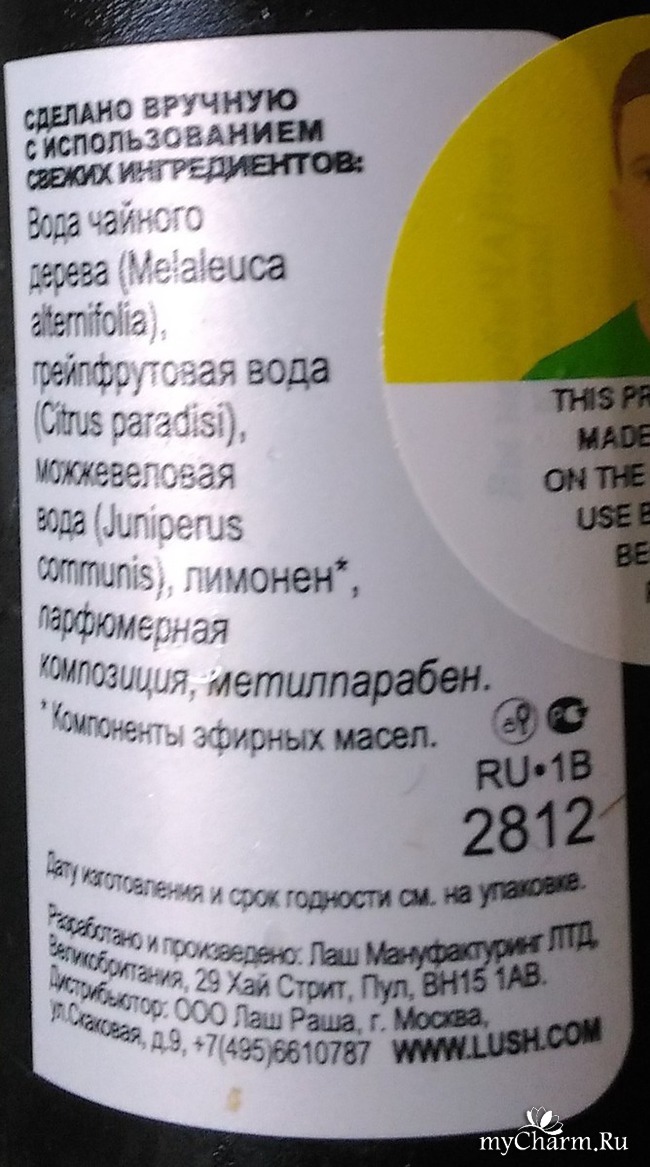 СДЕЛАНО ВРУЧНУЮ
С ИСПОЛЬЗОВАНИЕМ
СВЕЖИХ ИНГРЕДИЕНТОВ:
Вода чайного
дерева (Melaleuca
alternifolia),
грейпфрутовая вода
(Citrus paradisi),
можжевеловая
вода (Juniperus
communis), лимонен*,
парфюмерная
композиция, метилпарабен.
* Компоненты эфирных масел.
RU•1B
2812
Дату изготовления и срок годности см. на упаковке.
Разработано и произведено: Лаш Мануфактуринг ЛТД,
Великобритания, 29 Хай Стрит, Пул, BH15 1AB.
Дистрибьютор: ООО Лаш Раша, г. Москва,
ул.Скаковая, д.9, +7(495)6610787 WWW.LUSH.COM
THIS PR
MADE
ON THE
USE B
BE
myCharm.Ru